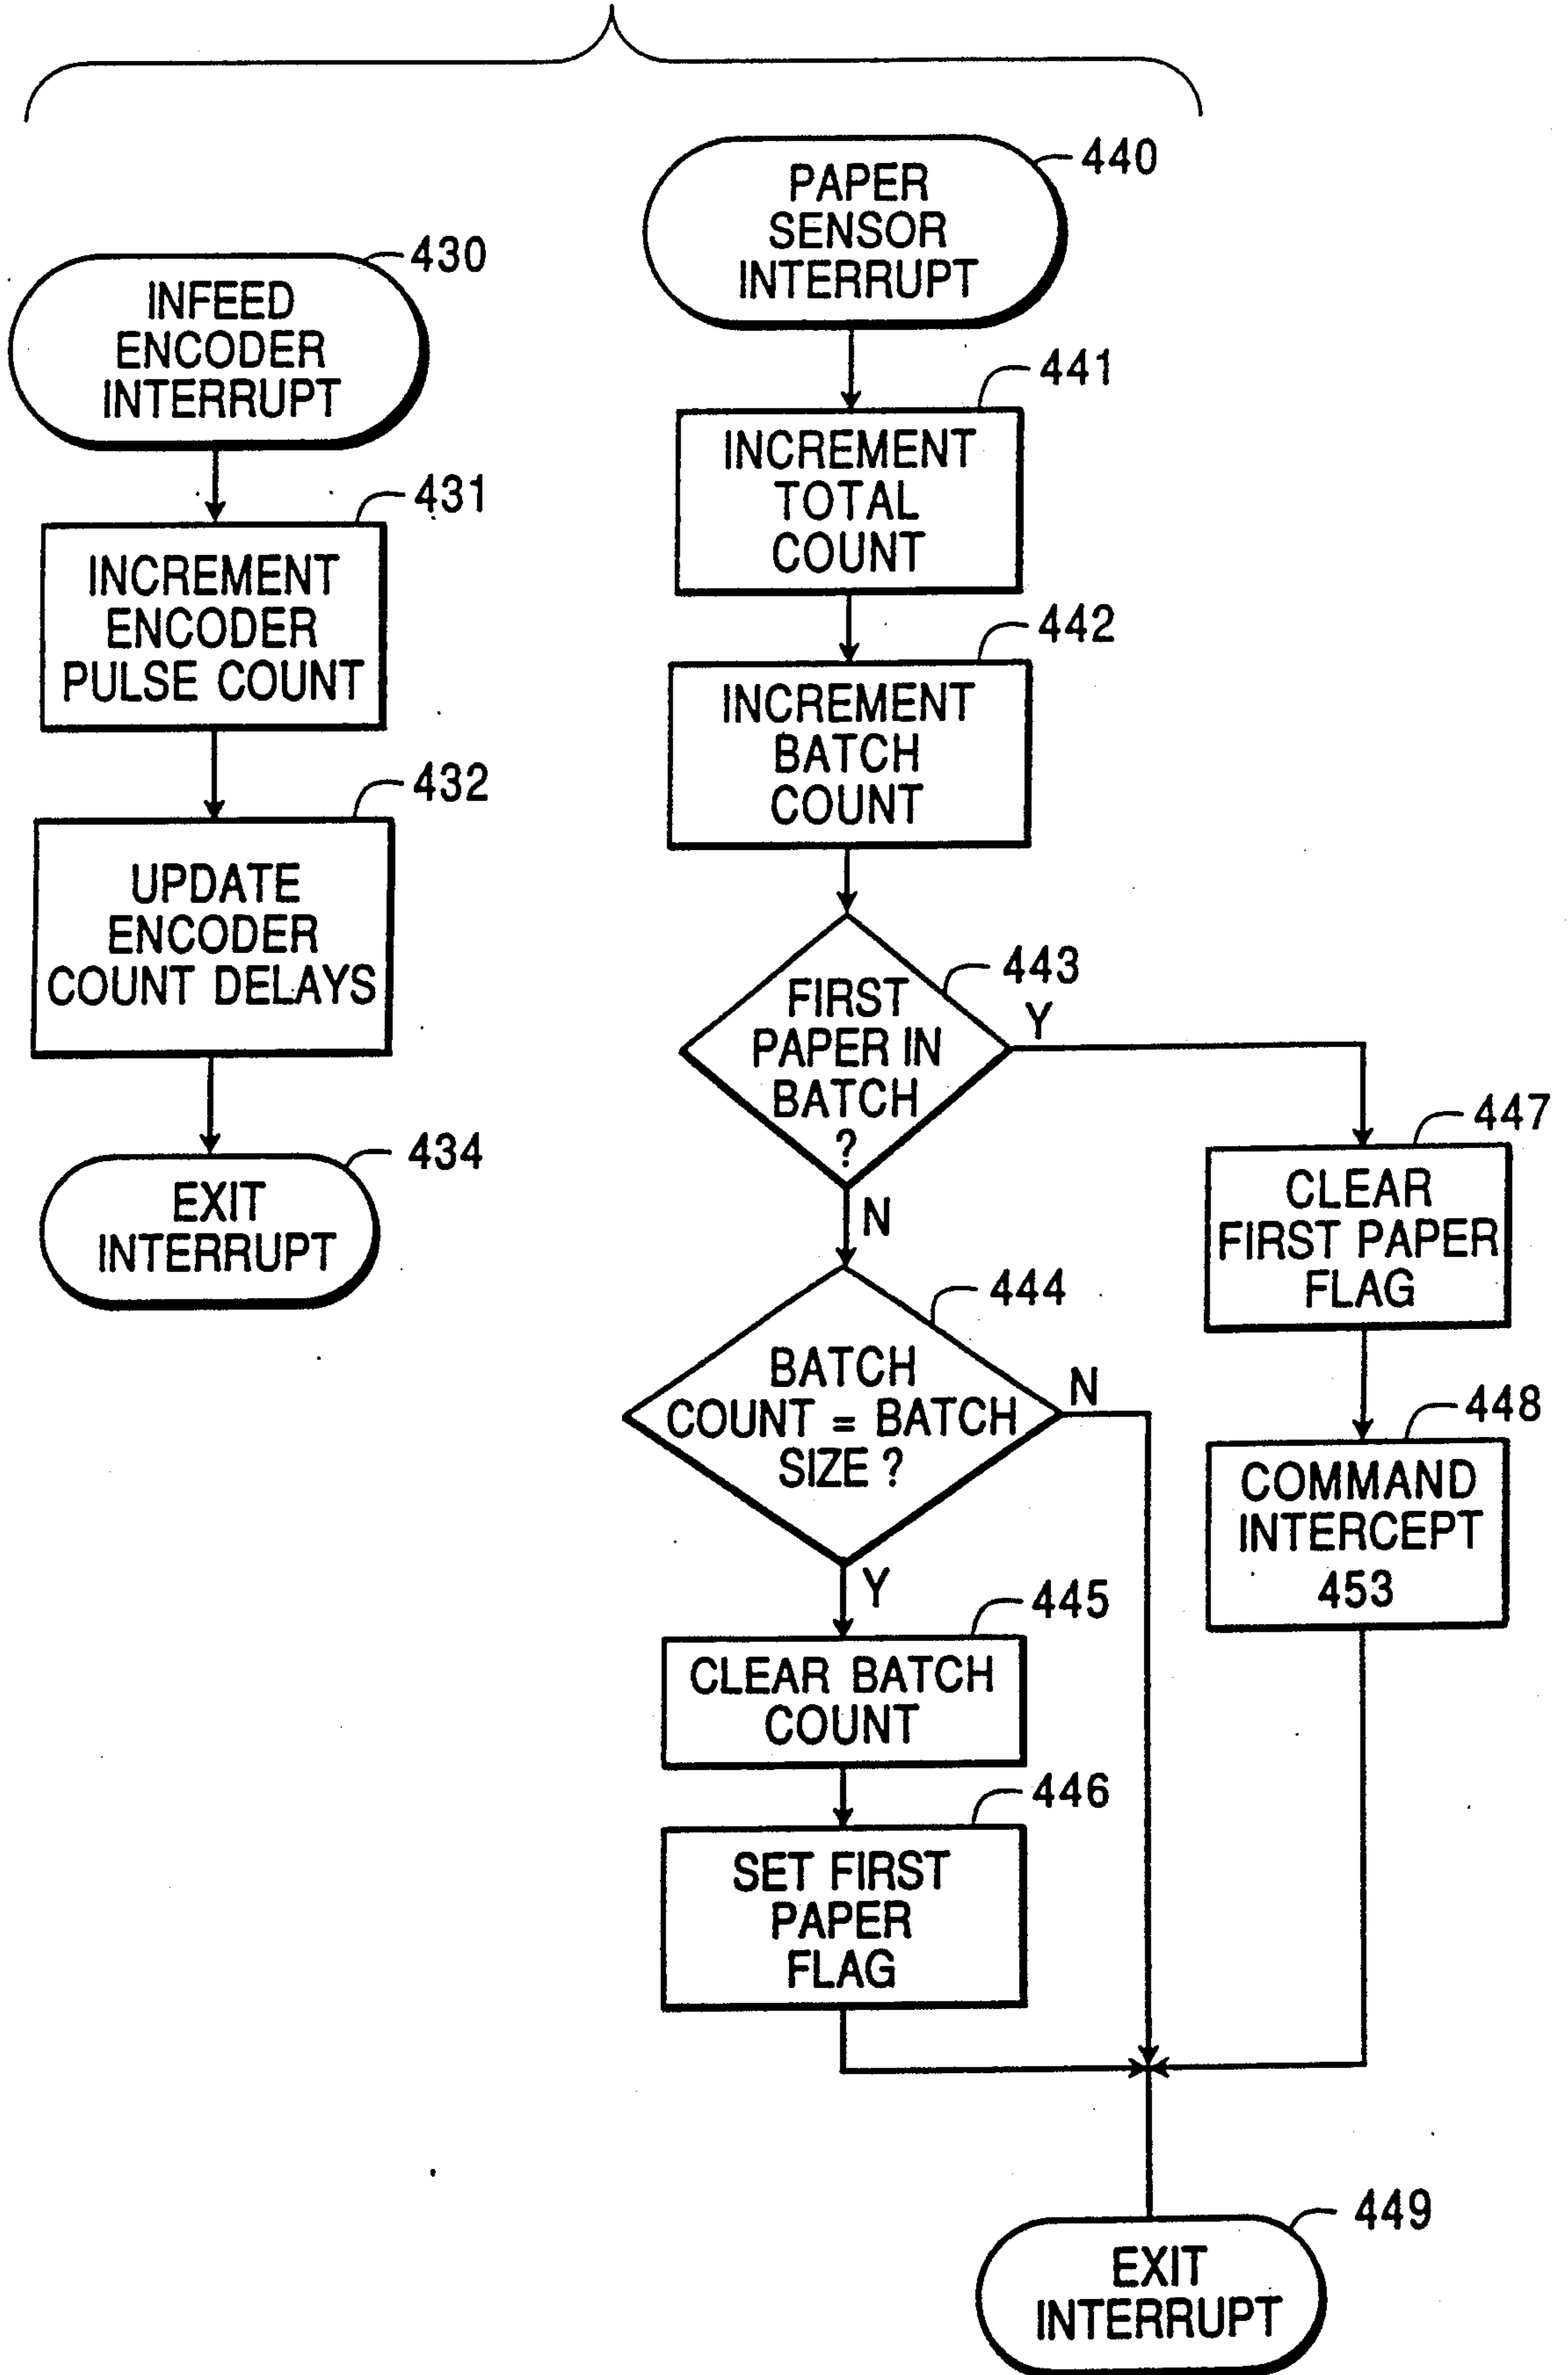 430
INFEED
ENCODER
INTERRUPT
431
INCREMENT
ENCODER
PULSE COUNT
432
UPDATE
ENCODER
COUNT DELAYS
434
EXIT
INTERRUPT
440
PAPER
SENSOR
INTERRUPT
441
INCREMENT
TOTAL
COUNT
442
INCREMENT
BATCH
COUNT
443
FIRST
PAPER IN
BATCH
?
Y
N
447
CLEAR
FIRST PAPER
FLAG
448
COMMAND
INTERCEPT
453
444
BATCH
COUNT = BATCH
SIZE ?
N
Y
445
CLEAR BATCH
COUNT
446
SET FIRST
PAPER
FLAG
449
EXIT
INTERRUPT